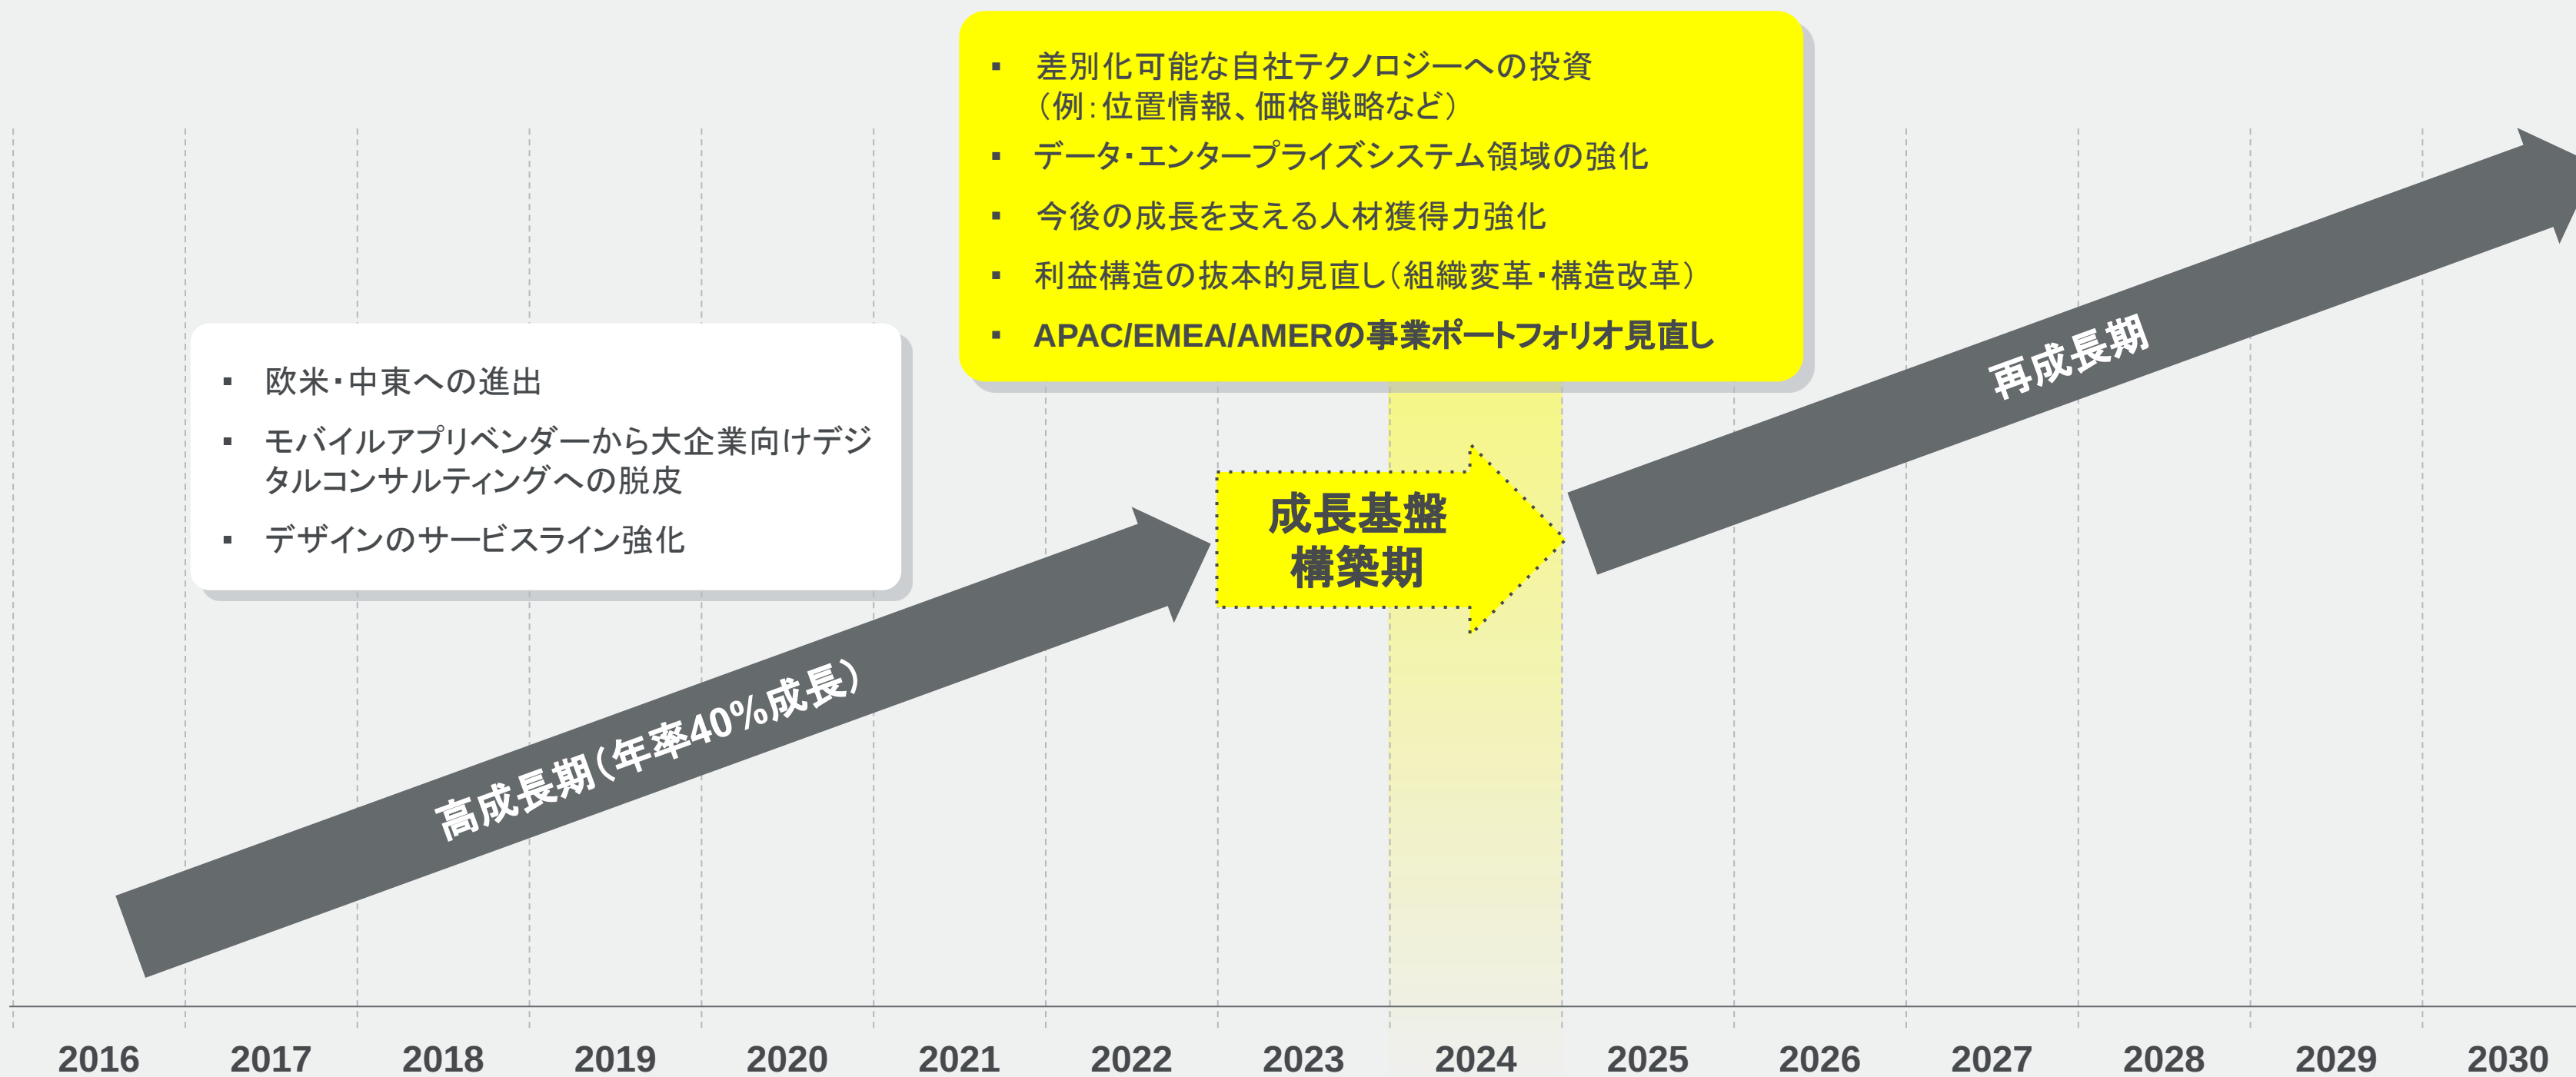 ▪ 差別化可能な自社テクノロジーへの投資
（例：位置情報、価格戦略など）
▪ データ・エンタープライズシステム領域の強化
▪ 今後の成長を支える人材獲得力強化
▪ 利益構造の抜本的見直し（組織変革・構造改革）
▪ APAC/EMEA/AMERの事業ポートフォリオ見直し
▪ 欧米・中東への進出
▪ モバイルアプリベンダーから大企業向けデジ
タルコンサルティングへの脱皮
▪ デザインのサービスライン強化
高成長期（年率40%成長）
成長基盤
構築期
再成長期
2016 2017 2018 2019 2020 2021 2022 2023 2024 2025 2026 2027 2028 2029 2030